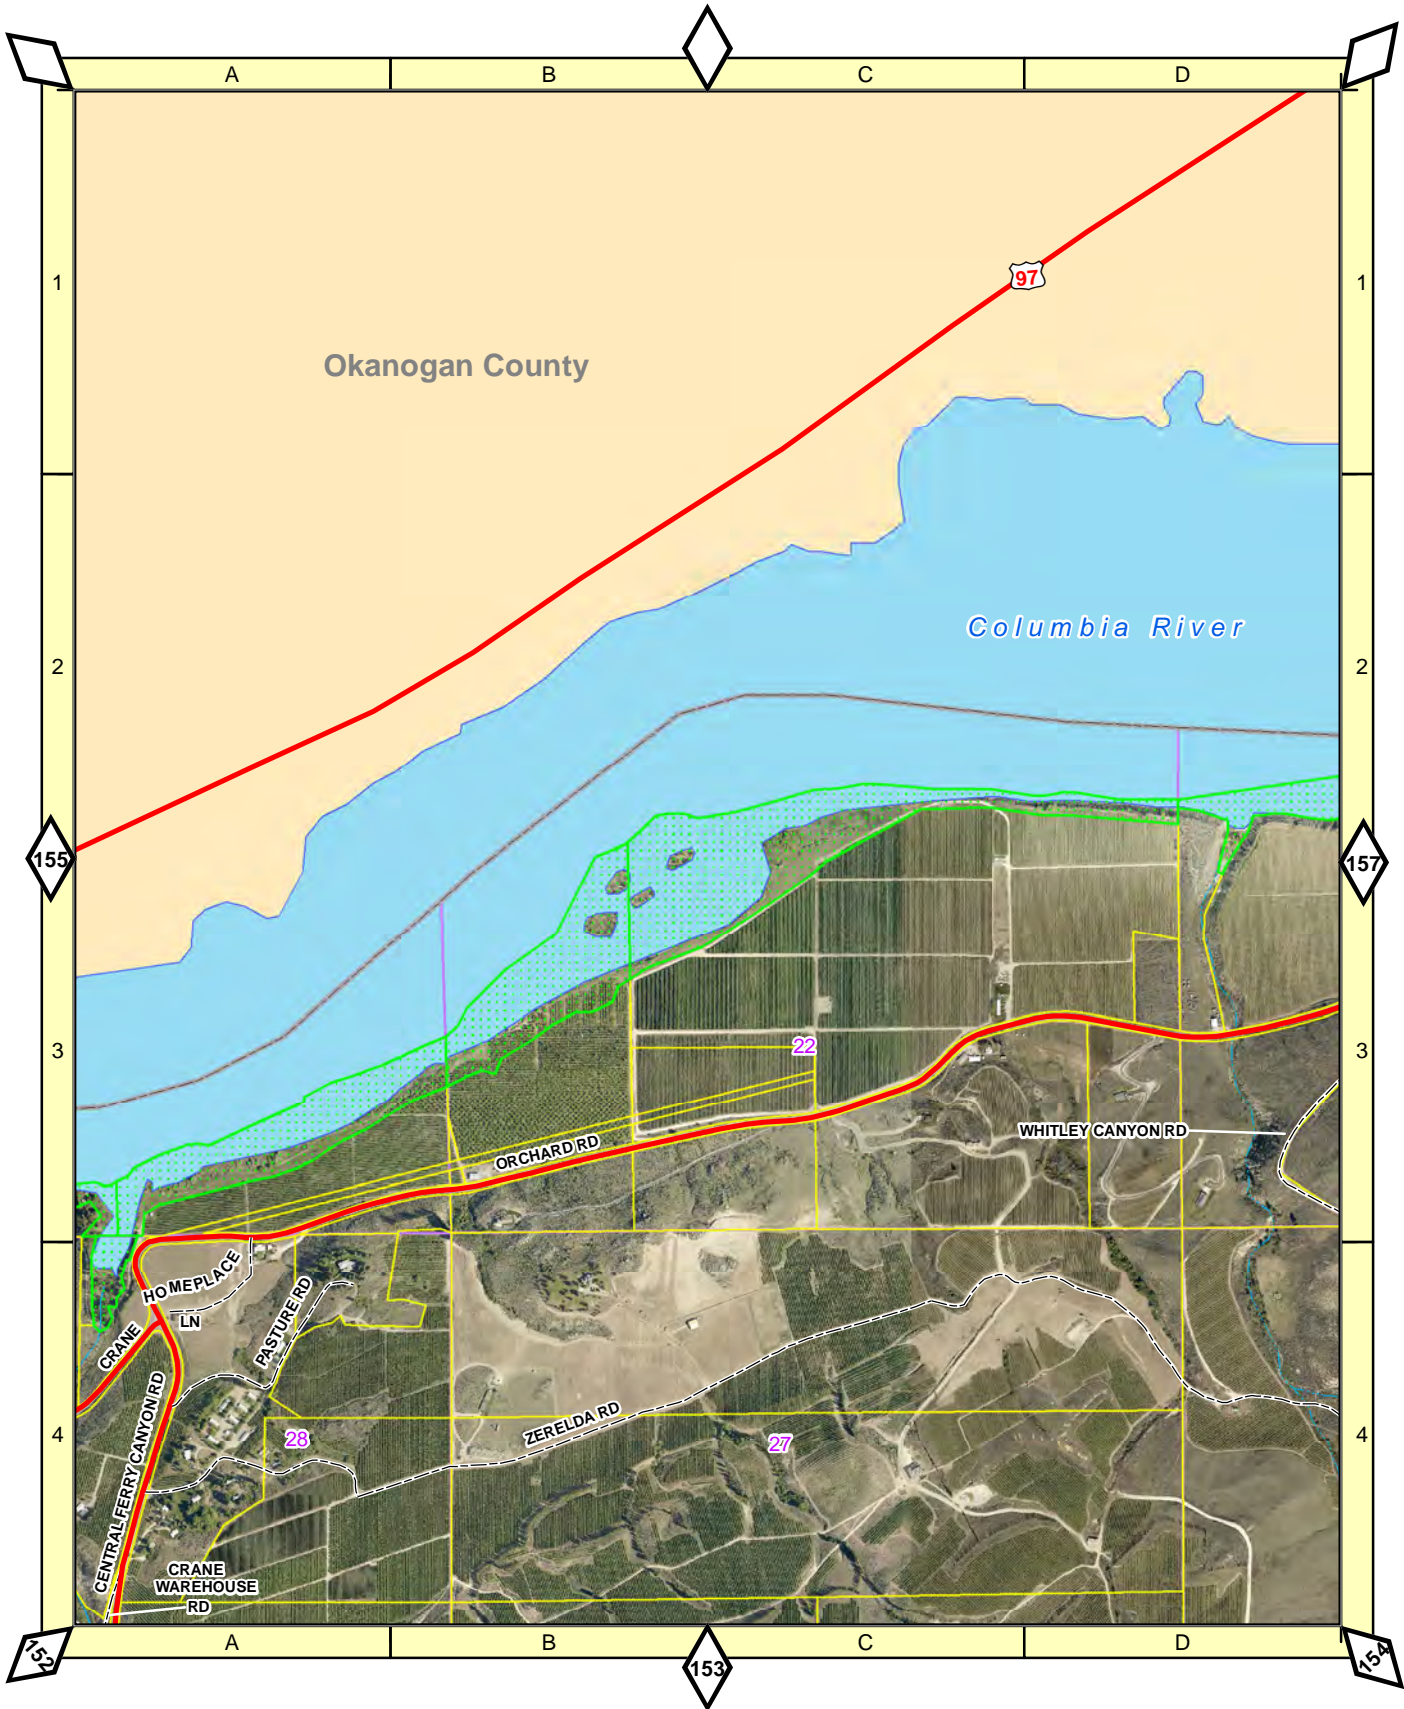 A
B
C
D
1
1
97
Okanogan County
Columbia River
2
2
155
157
3
3
22
WHITLEY CANYON RD
ORCHARD RD
HOMEPLACE
LN
PASTURE RD
CRANE
CENTRAL FERRY CANYON RD
ZERELDA RD
4
4
28
27
CRANE
WAREHOUSE
RD
A
B
C
D
152
153
154